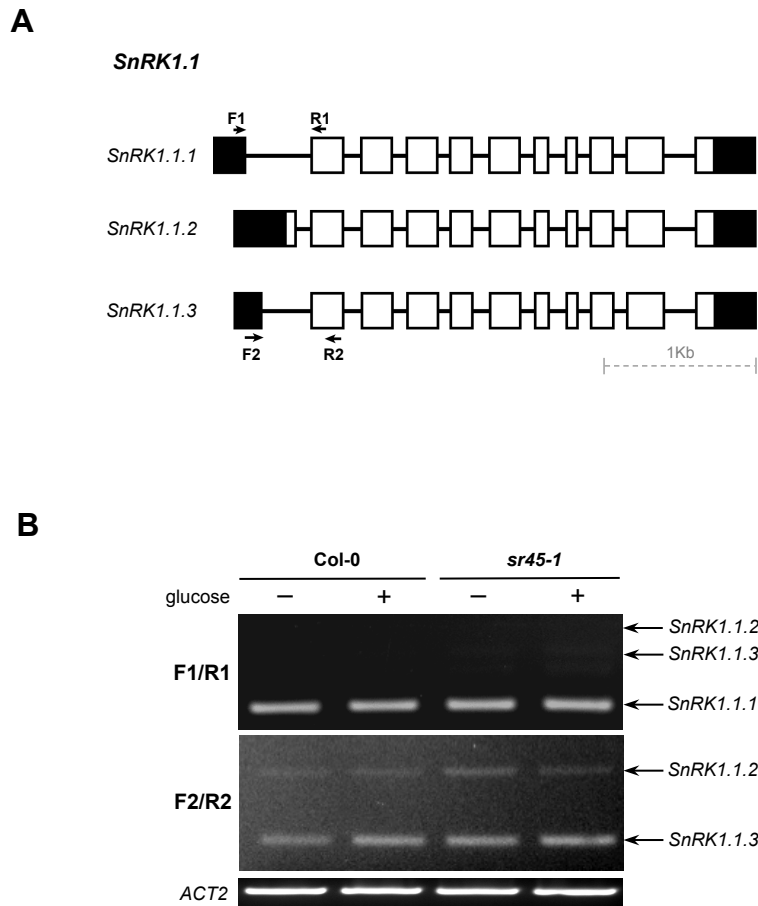 A
SnRK1.1
F1 R1
SnRK1.1.1
SnRK1.1.2
SnRK1.1.3
F2 R2
1Kb
B
Col-0 sr45-1
glucose − + − +
SnRK1.1.2
SnRK1.1.3
F1/R1
SnRK1.1.1
SnRK1.1.2
F2/R2
SnRK1.1.3
ACT2